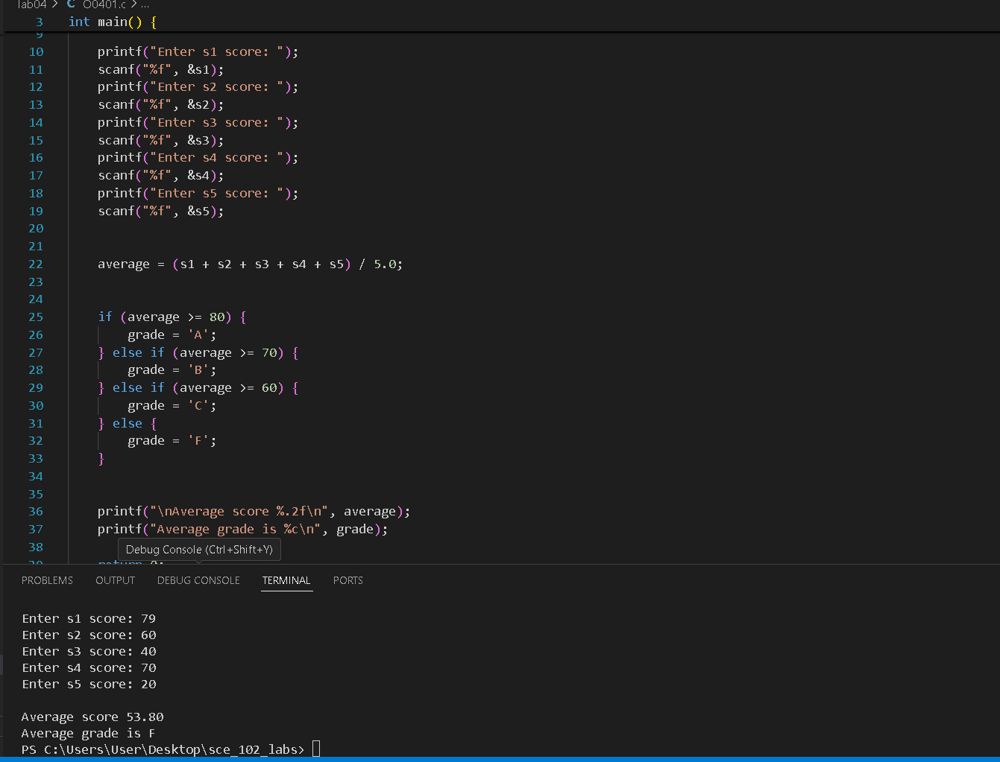 lab04 > C O0401.c > ...
3 int main() {
9
10 printf("Enter s1 score: ");
11 scanf("%f", &s1);
12 printf("Enter s2 score: ");
13 scanf("%f", &s2);
14 printf("Enter s3 score: ");
15 scanf("%f", &s3);
16 printf("Enter s4 score: ");
17 scanf("%f", &s4);
18 printf("Enter s5 score: ");
19 scanf("%f", &s5);
20
21
22 average = (s1 + s2 + s3 + s4 + s5) / 5.0;
23
24
25 if (average >= 80) {
26 grade = 'A';
27 } else if (average >= 70) {
28 grade = 'B';
29 } else if (average >= 60) {
30 grade = 'C';
31 } else {
32 grade = 'F';
33 }
34
35
36 printf("\nAverage score %.2f\n", average);
37 printf("Average grade is %c\n", grade);
38
Debug Console (Ctrl+Shift+Y)
39 return 0;
PROBLEMS OUTPUT DEBUG CONSOLE TERMINAL PORTS
Enter s1 score: 79
Enter s2 score: 60
Enter s3 score: 40
Enter s4 score: 70
Enter s5 score: 20
Average score 53.80
Average grade is F
PS C:\Users\User\Desktop\sce_102_labs>